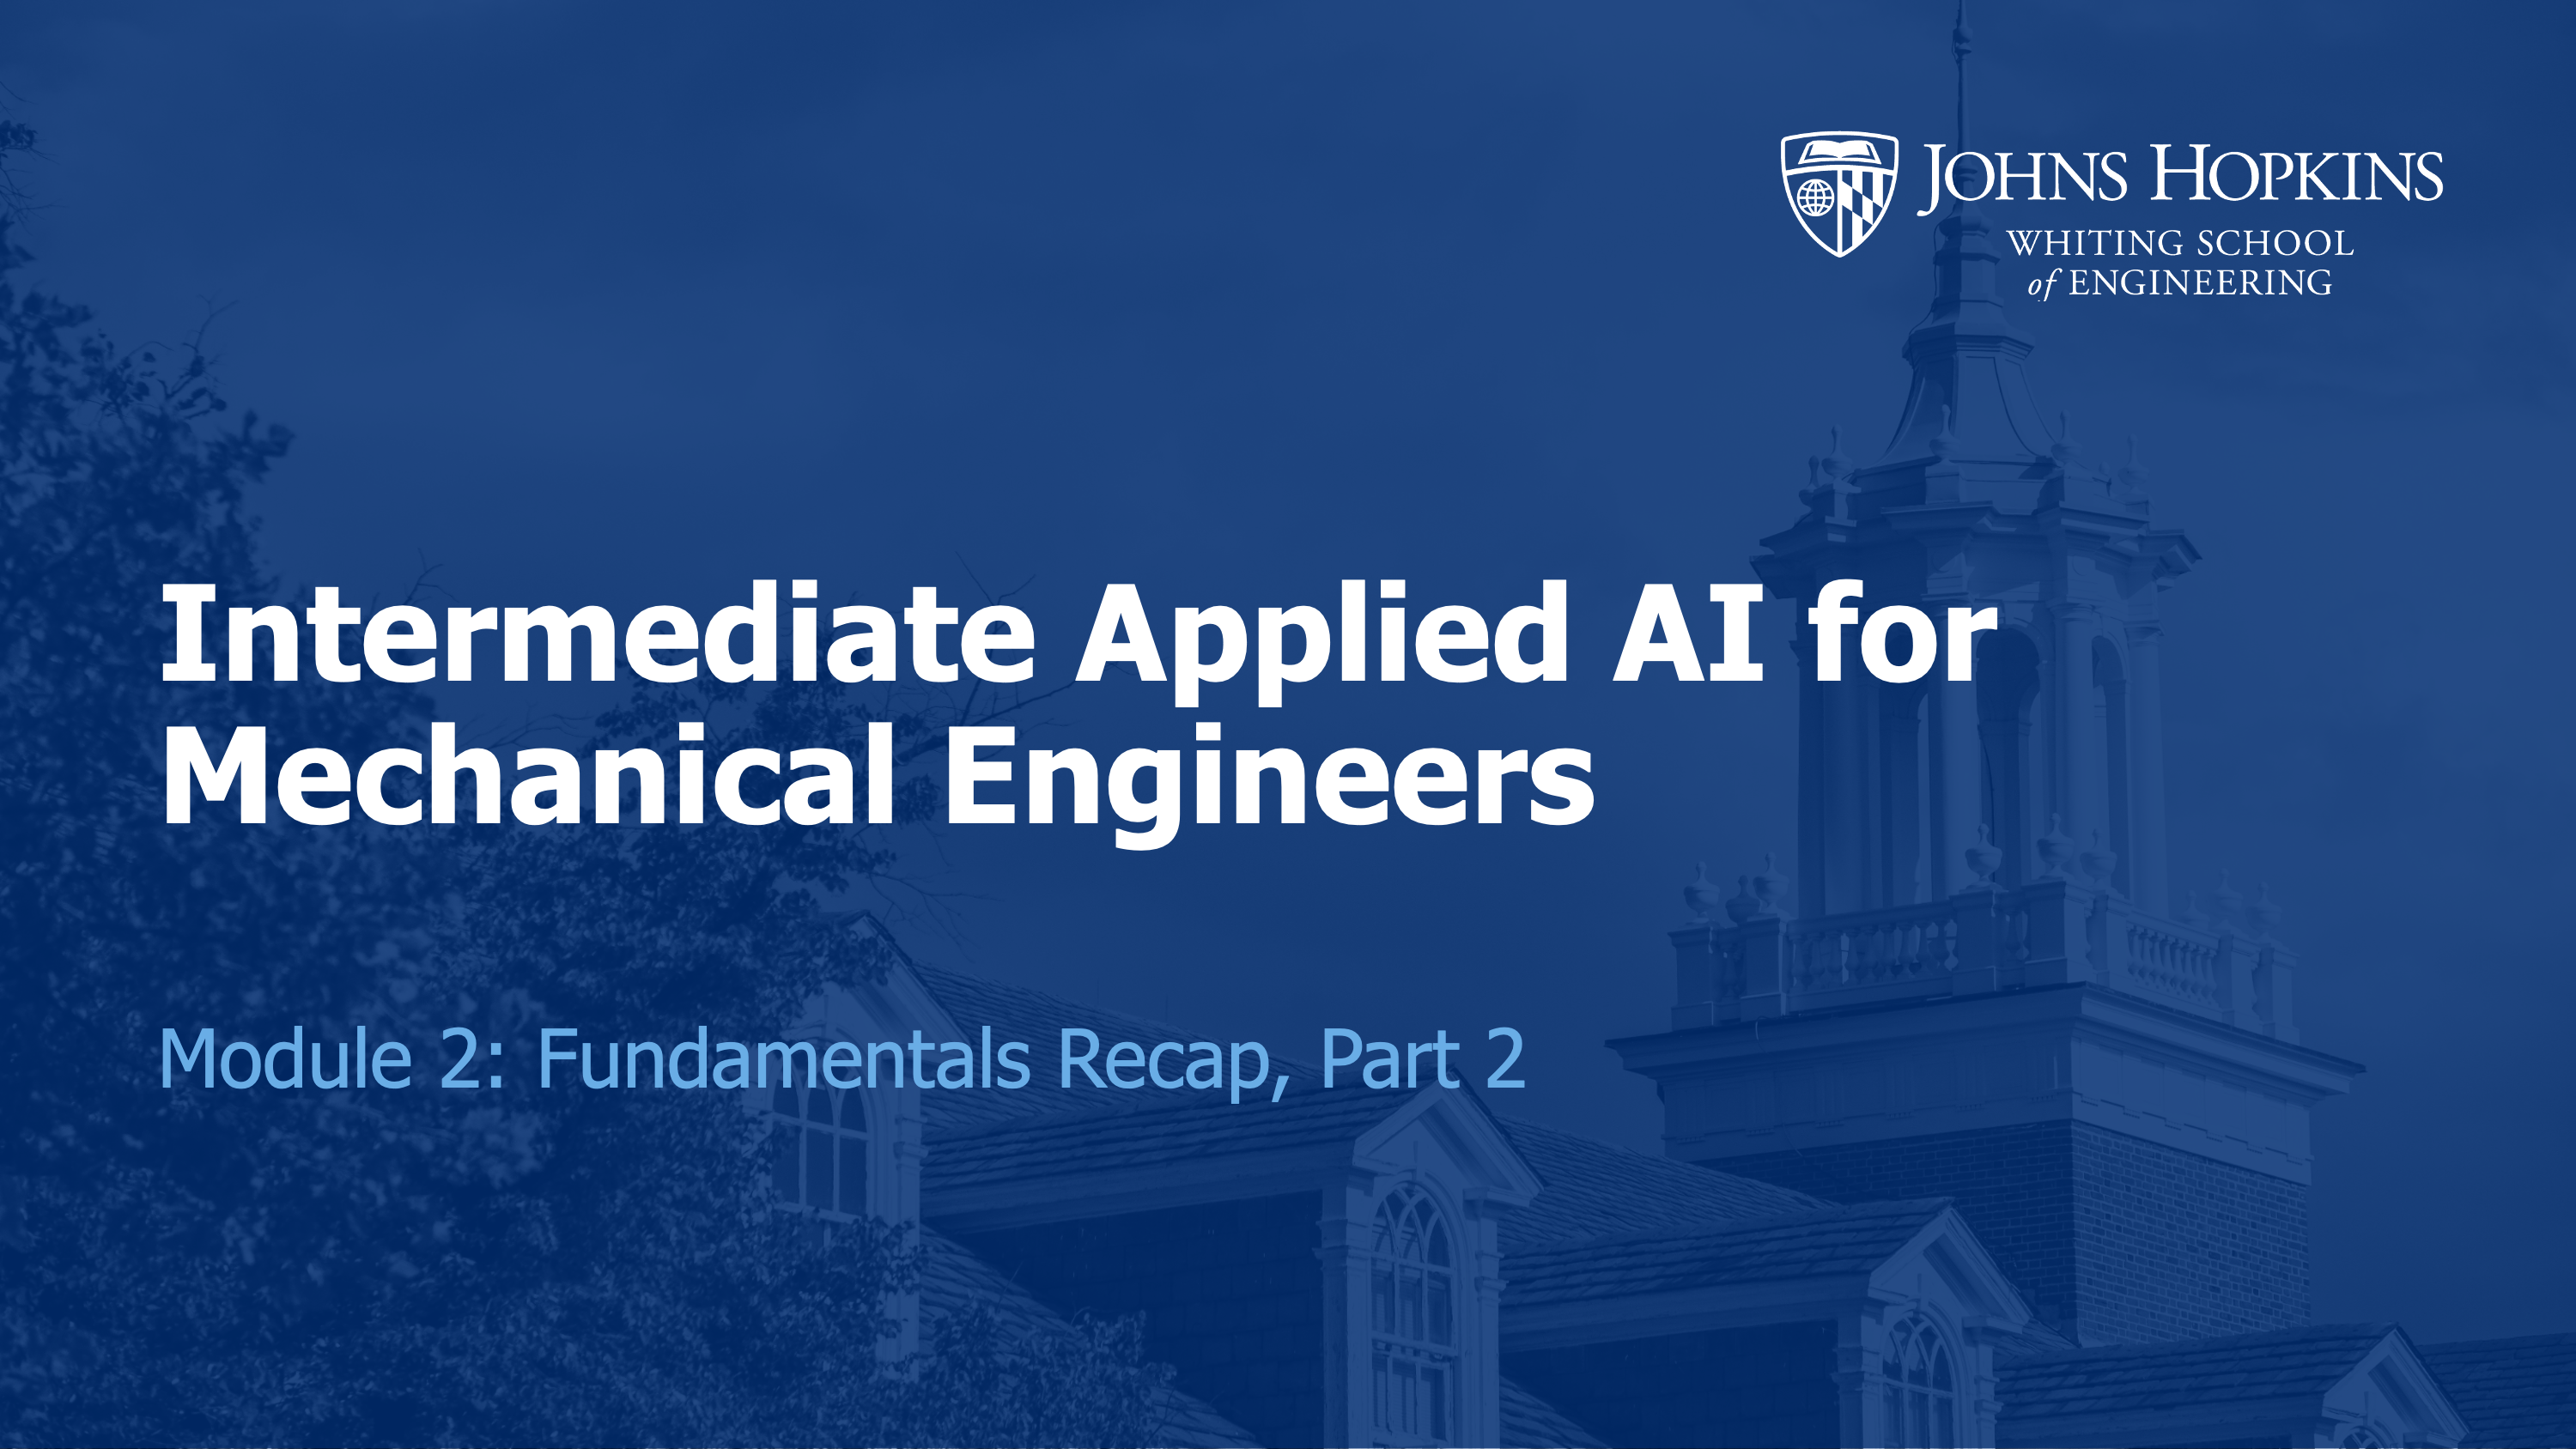 JOHNS HOPKINS
WHITING SCHOOL
of ENGINEERING
Intermediate Applied AI for
Mechanical Engineers
Module 2: Fundamentals Recap, Part 2